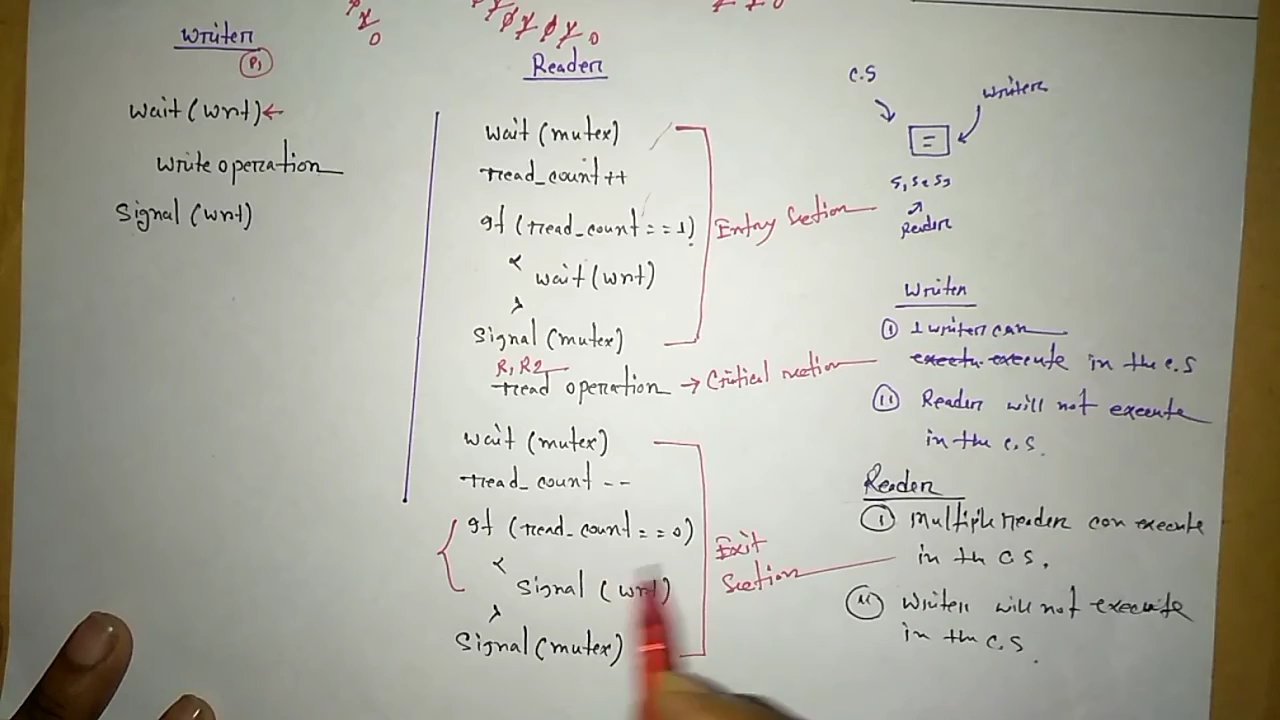 Writer
P1
wait (wrt) ←
write operation
Signal (wrt)
0
0
0
Reader
wait (mutex)
read_count++
If (read_count == 1)
{
wait (wrt)
}
Signal (mutex)
Entry Section
R1 R2
read operation → Critical section
wait (mutex)
read_count --
If (read_count == 0)
{
Signal (wrt)
}
Signal (mutex)
Exit
Section
C.S
writer
=
S1 S2 S3
Reader
Writer
(i) 1 writer can
execute in the C.S
(ii) Reader will not execute
in the C.S.
Reader
(i) Multiple reader can execute
in the C S.
(ii) Writer will not execute
in the C.S.